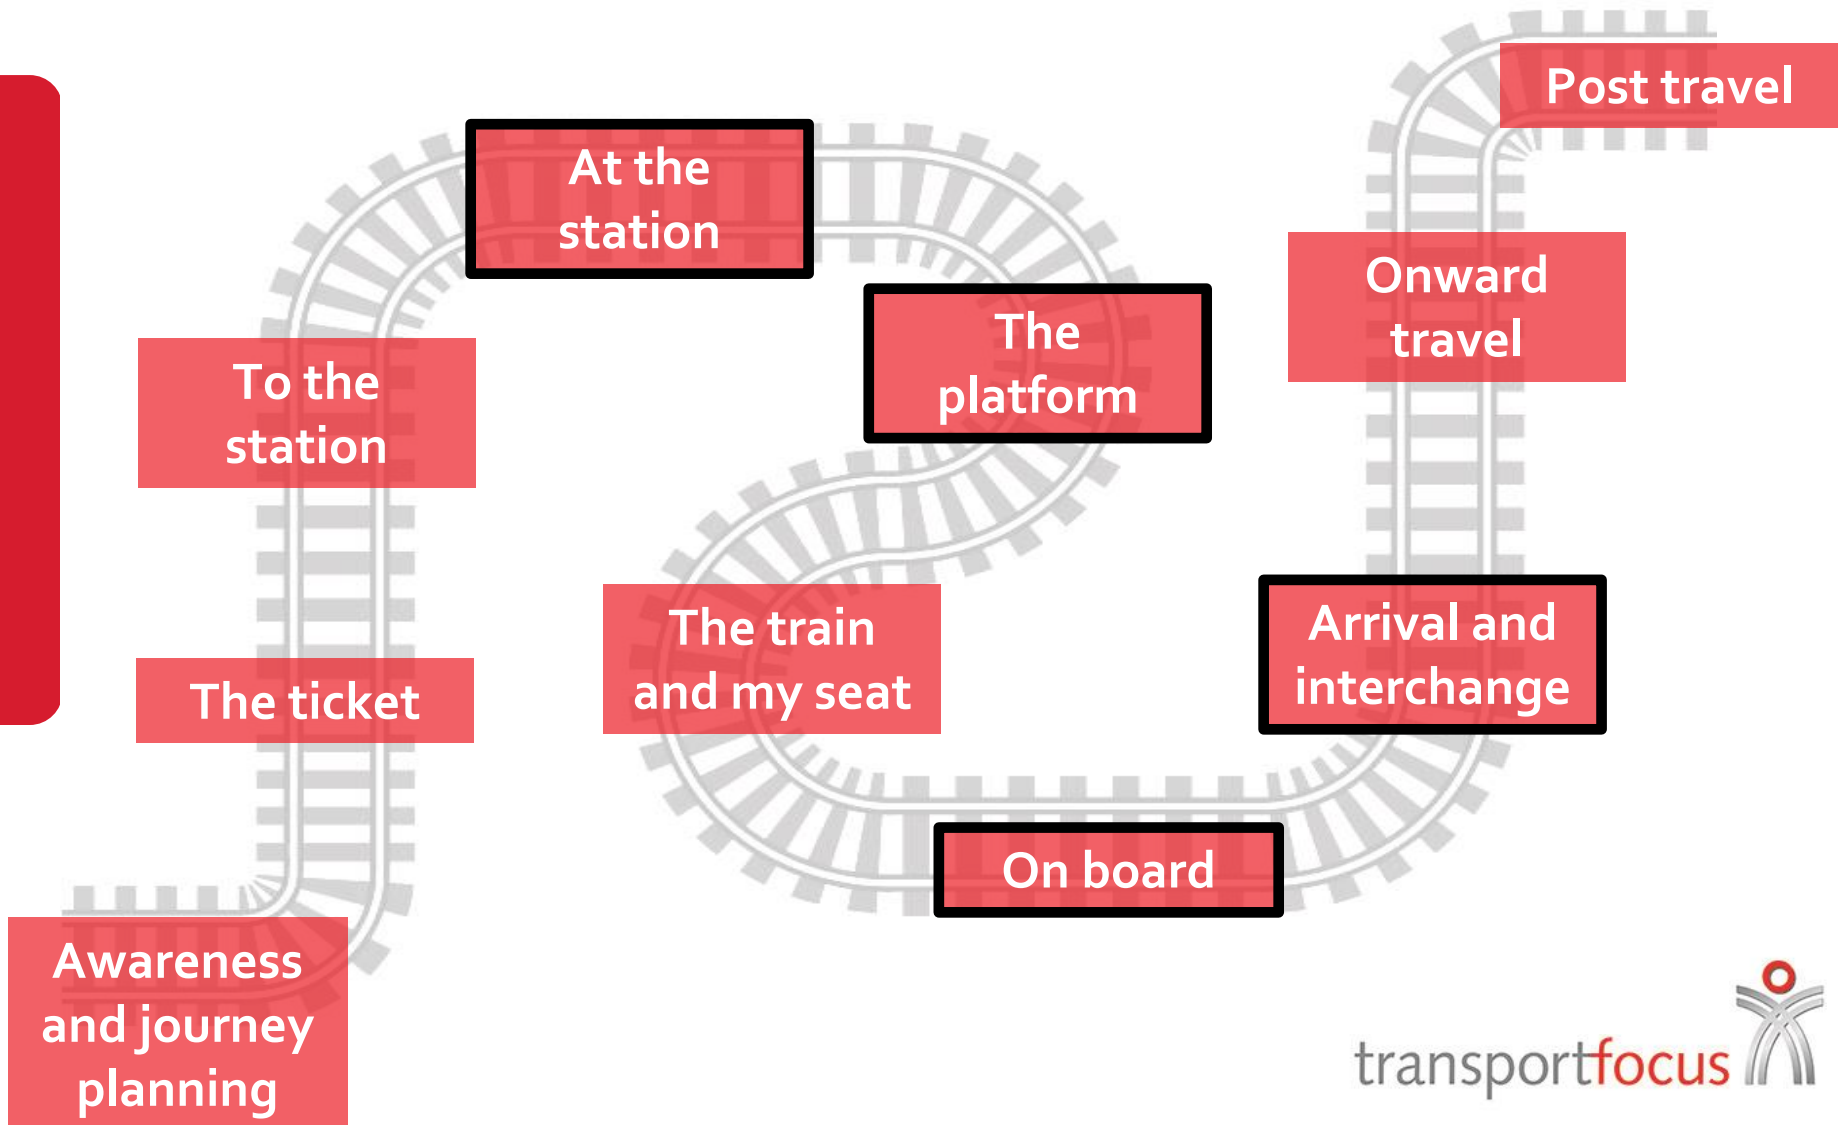 Awareness
and journey
planning
The ticket
To the
station
At the
station
The
platform
The train
and my seat
On board
Arrival and
interchange
Onward
travel
Post travel
transportfocus